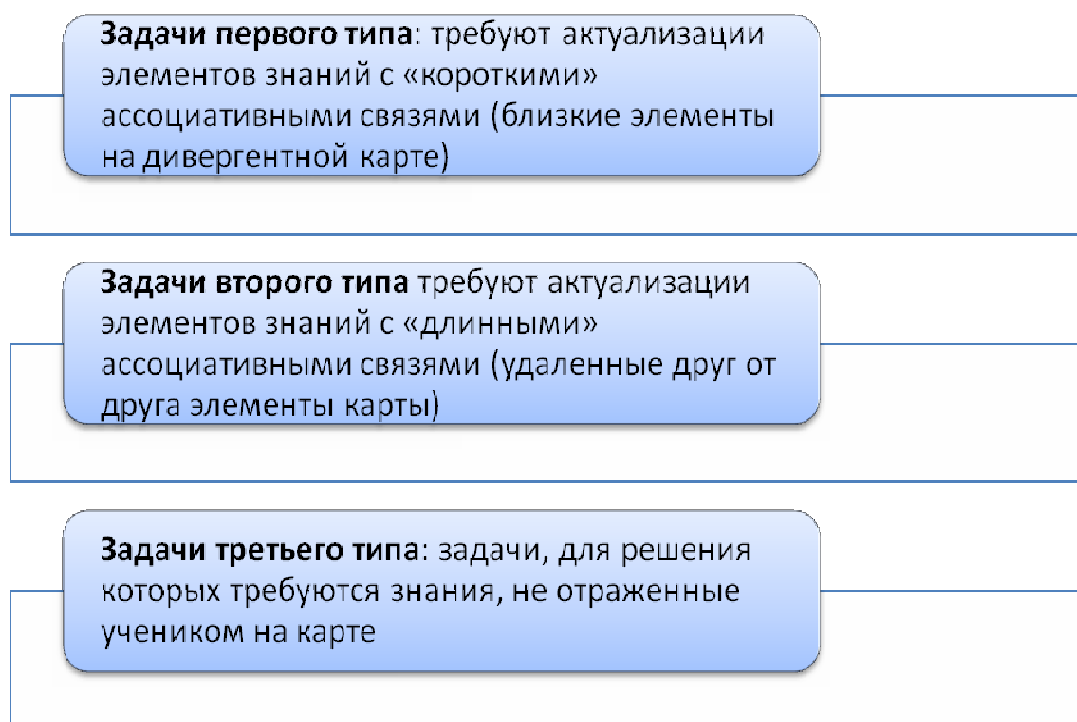 Задачи первого типа: требуют актуализации
элементов знаний с «короткими»
ассоциативными связями (близкие элементы
на дивергентной карте)
Задачи второго типа требуют актуализации
элементов знаний с «длинными»
ассоциативными связями (удаленные друг от
друга элементы карты)
Задачи третьего типа: задачи, для решения
которых требуются знания, не отраженные
учеником на карте